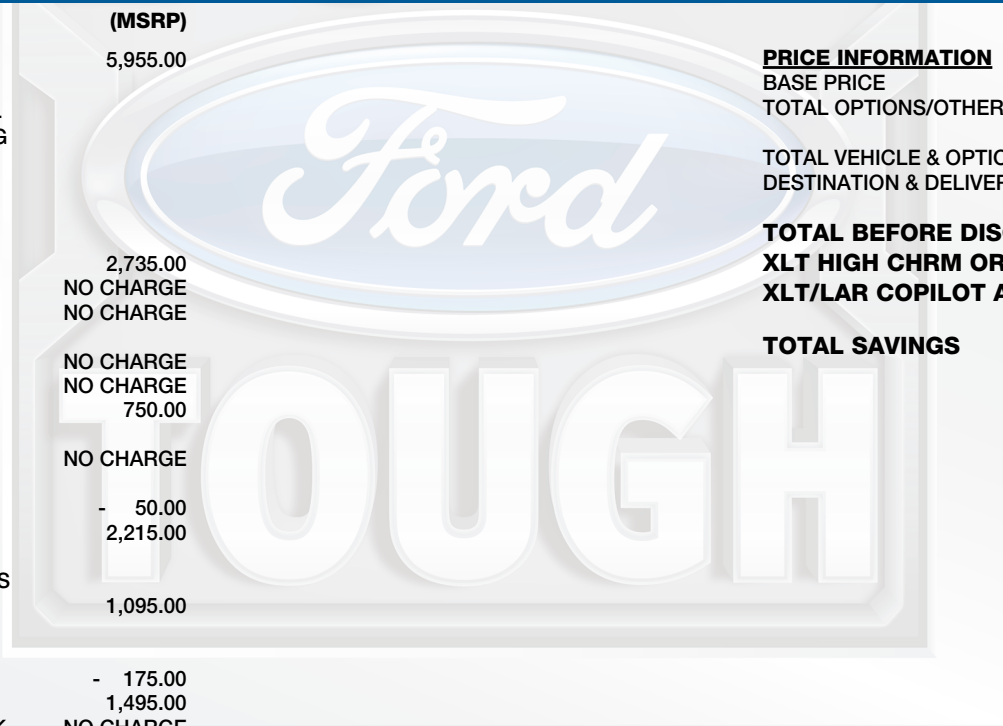 (MSRP)
5,955.00
G
2,735.00
NO CHARGE
NO CHARGE
NO CHARGE
NO CHARGE
750.00
NO CHARGE
- 50.00
2,215.00
S
1,095.00
- 175.00
1,495.00
NO CHARGE
PRICE INFORMATION
BASE PRICE
TOTAL OPTIONS/OTHER
TOTAL VEHICLE & OPTIO
DESTINATION & DELIVER
TOTAL BEFORE DIS
XLT HIGH CHRM OR
XLT/LAR COPILOT A
TOTAL SAVINGS
Ford
TOUGH